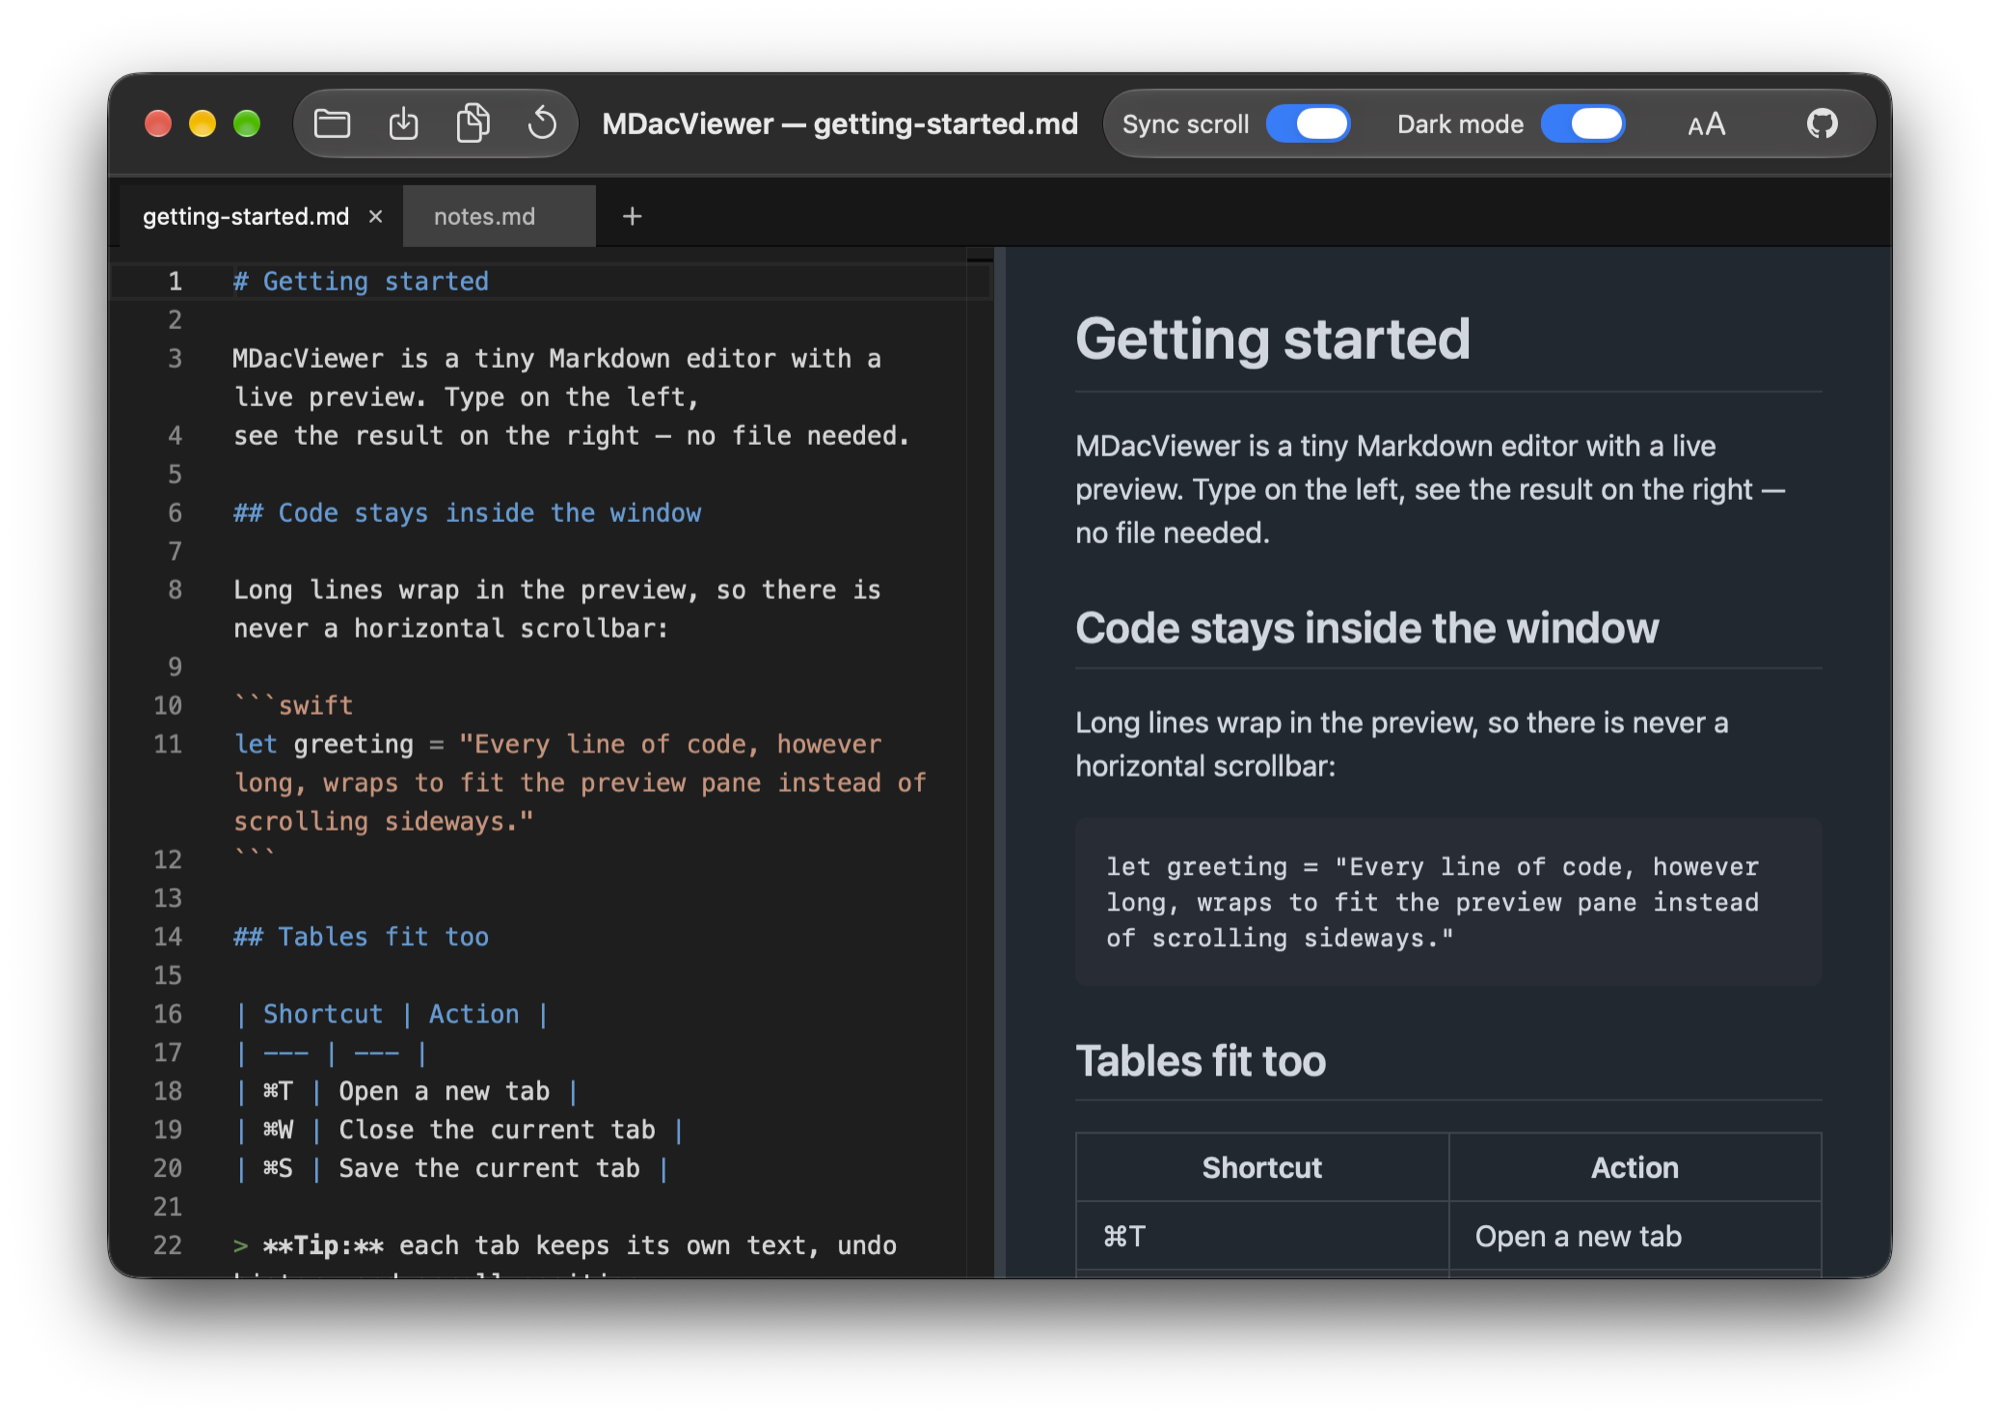 MDacViewer — getting-started.md
Sync scroll
Dark mode
AA
getting-started.md ×
notes.md
+
1 # Getting started
2
3 MDacViewer is a tiny Markdown editor with a
live preview. Type on the left,
4 see the result on the right — no file needed.
5
6 ## Code stays inside the window
7
8 Long lines wrap in the preview, so there is
never a horizontal scrollbar:
9
10 ```swift
11 let greeting = "Every line of code, however
long, wraps to fit the preview pane instead of
scrolling sideways."
12 ```
13
14 ## Tables fit too
15
16 | Shortcut | Action |
17 | --- | --- |
18 | ⌘T | Open a new tab |
19 | ⌘W | Close the current tab |
20 | ⌘S | Save the current tab |
21
22 > **Tip:** each tab keeps its own text, undo
Getting started
MDacViewer is a tiny Markdown editor with a live
preview. Type on the left, see the result on the right —
no file needed.
Code stays inside the window
Long lines wrap in the preview, so there is never a
horizontal scrollbar:
let greeting = "Every line of code, however
long, wraps to fit the preview pane instead
of scrolling sideways."
Tables fit too
Shortcut Action
⌘T Open a new tab